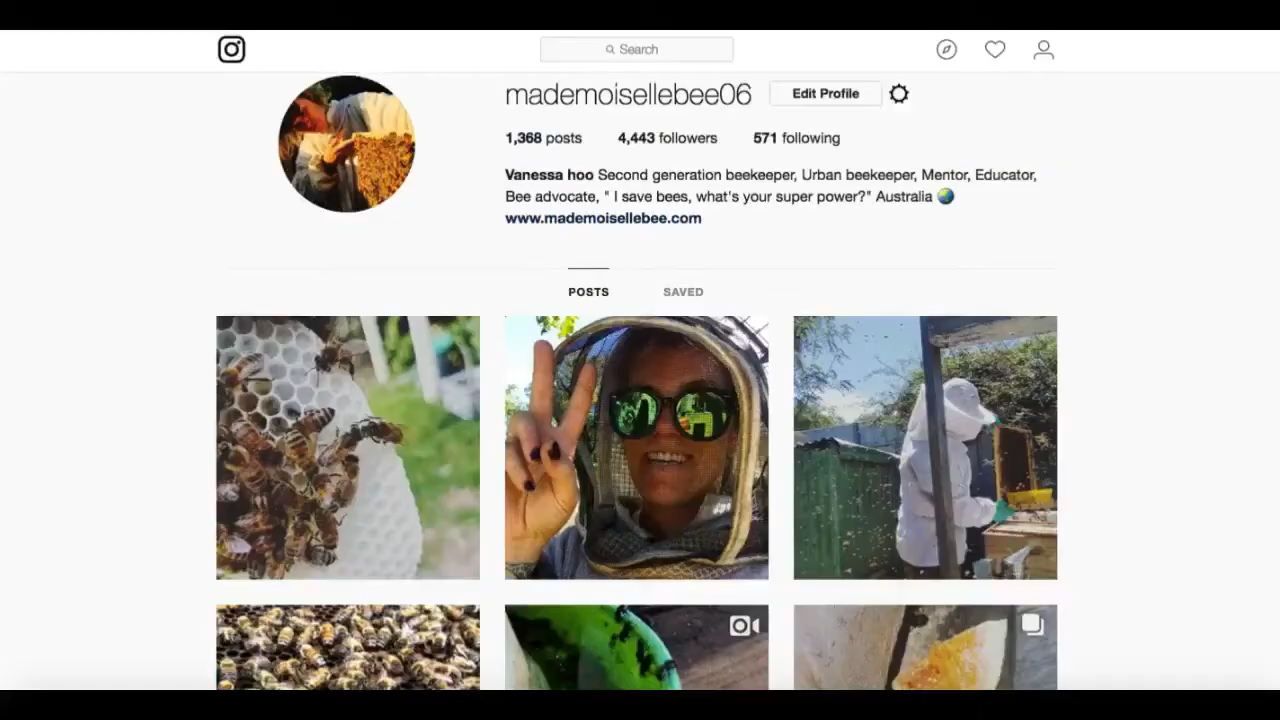 Search
mademoisellebee06 Edit Profile
1,368 posts 4,443 followers 571 following
Vanessa hoo Second generation beekeeper, Urban beekeeper, Mentor, Educator,
Bee advocate, " I save bees, what's your super power?" Australia 🌏
www.mademoisellebee.com
POSTS SAVED